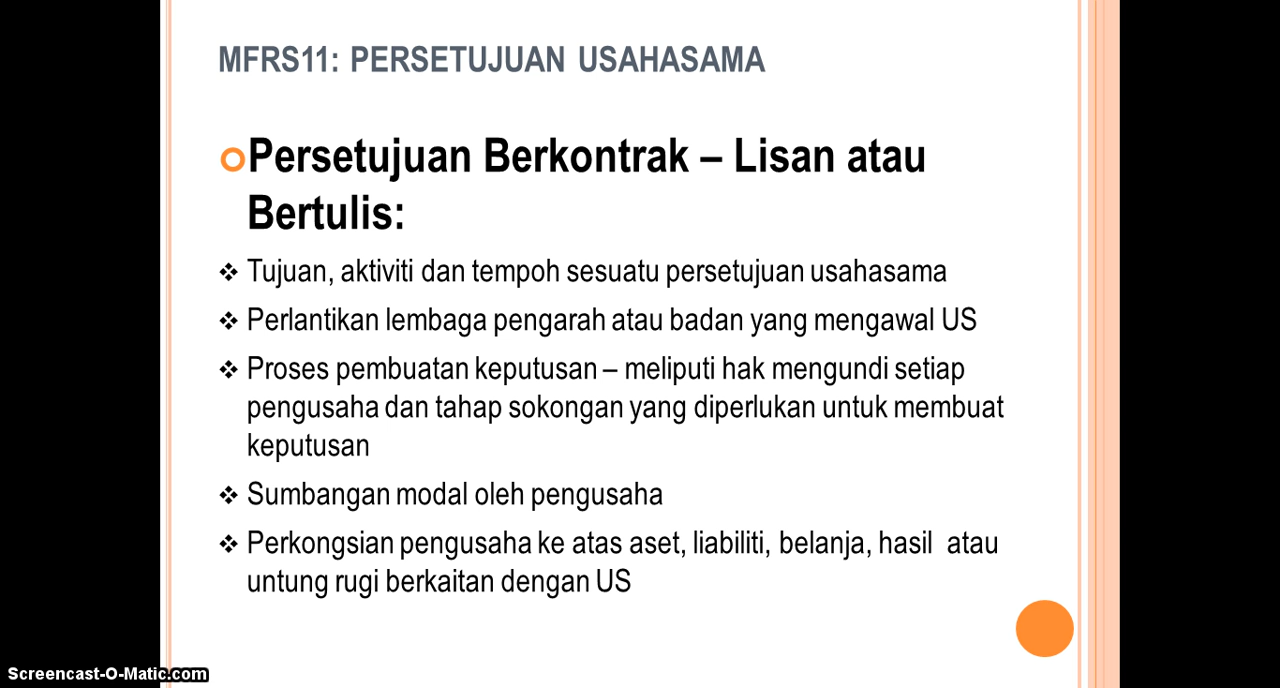 MFRS11: PERSETUJUAN USAHASAMA
Persetujuan Berkontrak – Lisan atau
Bertulis:
❖ Tujuan, aktiviti dan tempoh sesuatu persetujuan usahasama
❖ Perlantikan lembaga pengarah atau badan yang mengawal US
❖ Proses pembuatan keputusan – meliputi hak mengundi setiap
pengusaha dan tahap sokongan yang diperlukan untuk membuat
keputusan
❖ Sumbangan modal oleh pengusaha
❖ Perkongsian pengusaha ke atas aset, liabiliti, belanja, hasil atau
untung rugi berkaitan dengan US
Screencast-O-Matic.com